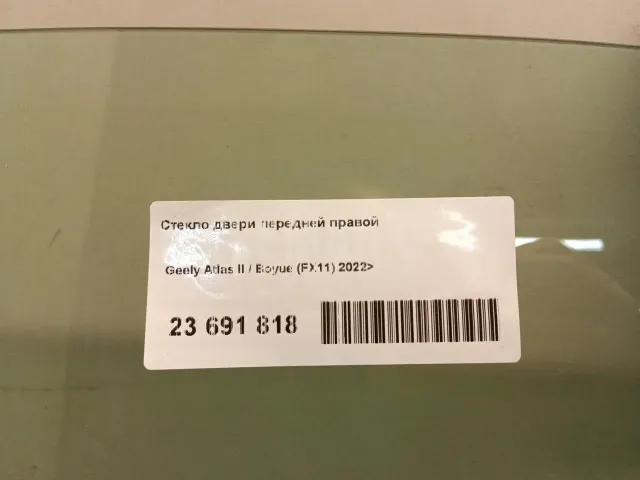 Стекло двери передней правой
Geely Atlas II / Boyue (FX11) 2022>
23 691 818